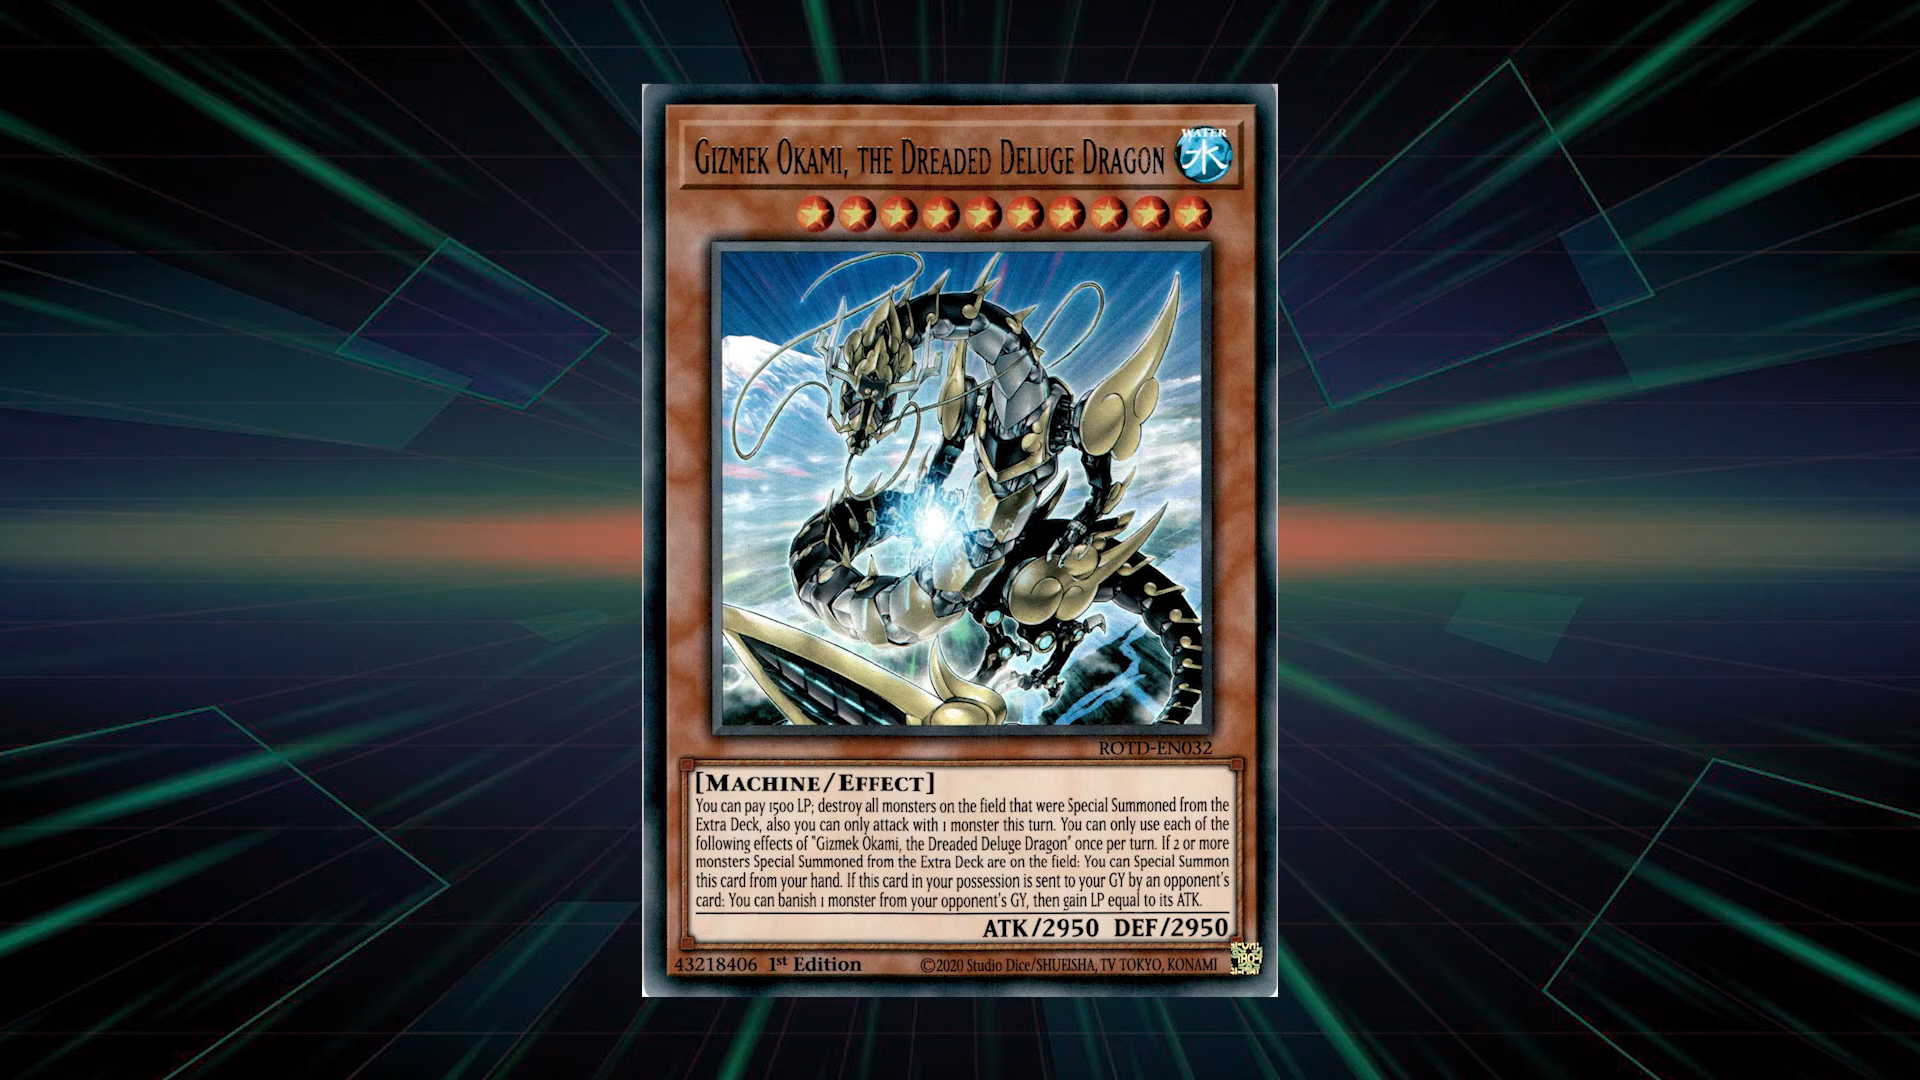 GIZMEK OKAMI, THE DREADED DELUGE DRAGON
WATER
水
ROTD-EN032
[MACHINE/EFFECT]
You can pay 1500 LP; destroy all monsters on the field that were Special Summoned from the
Extra Deck, also you can only attack with 1 monster this turn. You can only use each of the
following effects of "Gizmek Okami, the Dreaded Deluge Dragon" once per turn. If 2 or more
monsters Special Summoned from the Extra Deck are on the field: You can Special Summon
this card from your hand. If this card in your possession is sent to your GY by an opponent's
card: You can banish 1 monster from your opponent's GY, then gain LP equal to its ATK.
ATK/2950 DEF/2950
43218406 1st Edition ©2020 Studio Dice/SHUEISHA, TV TOKYO, KONAMI